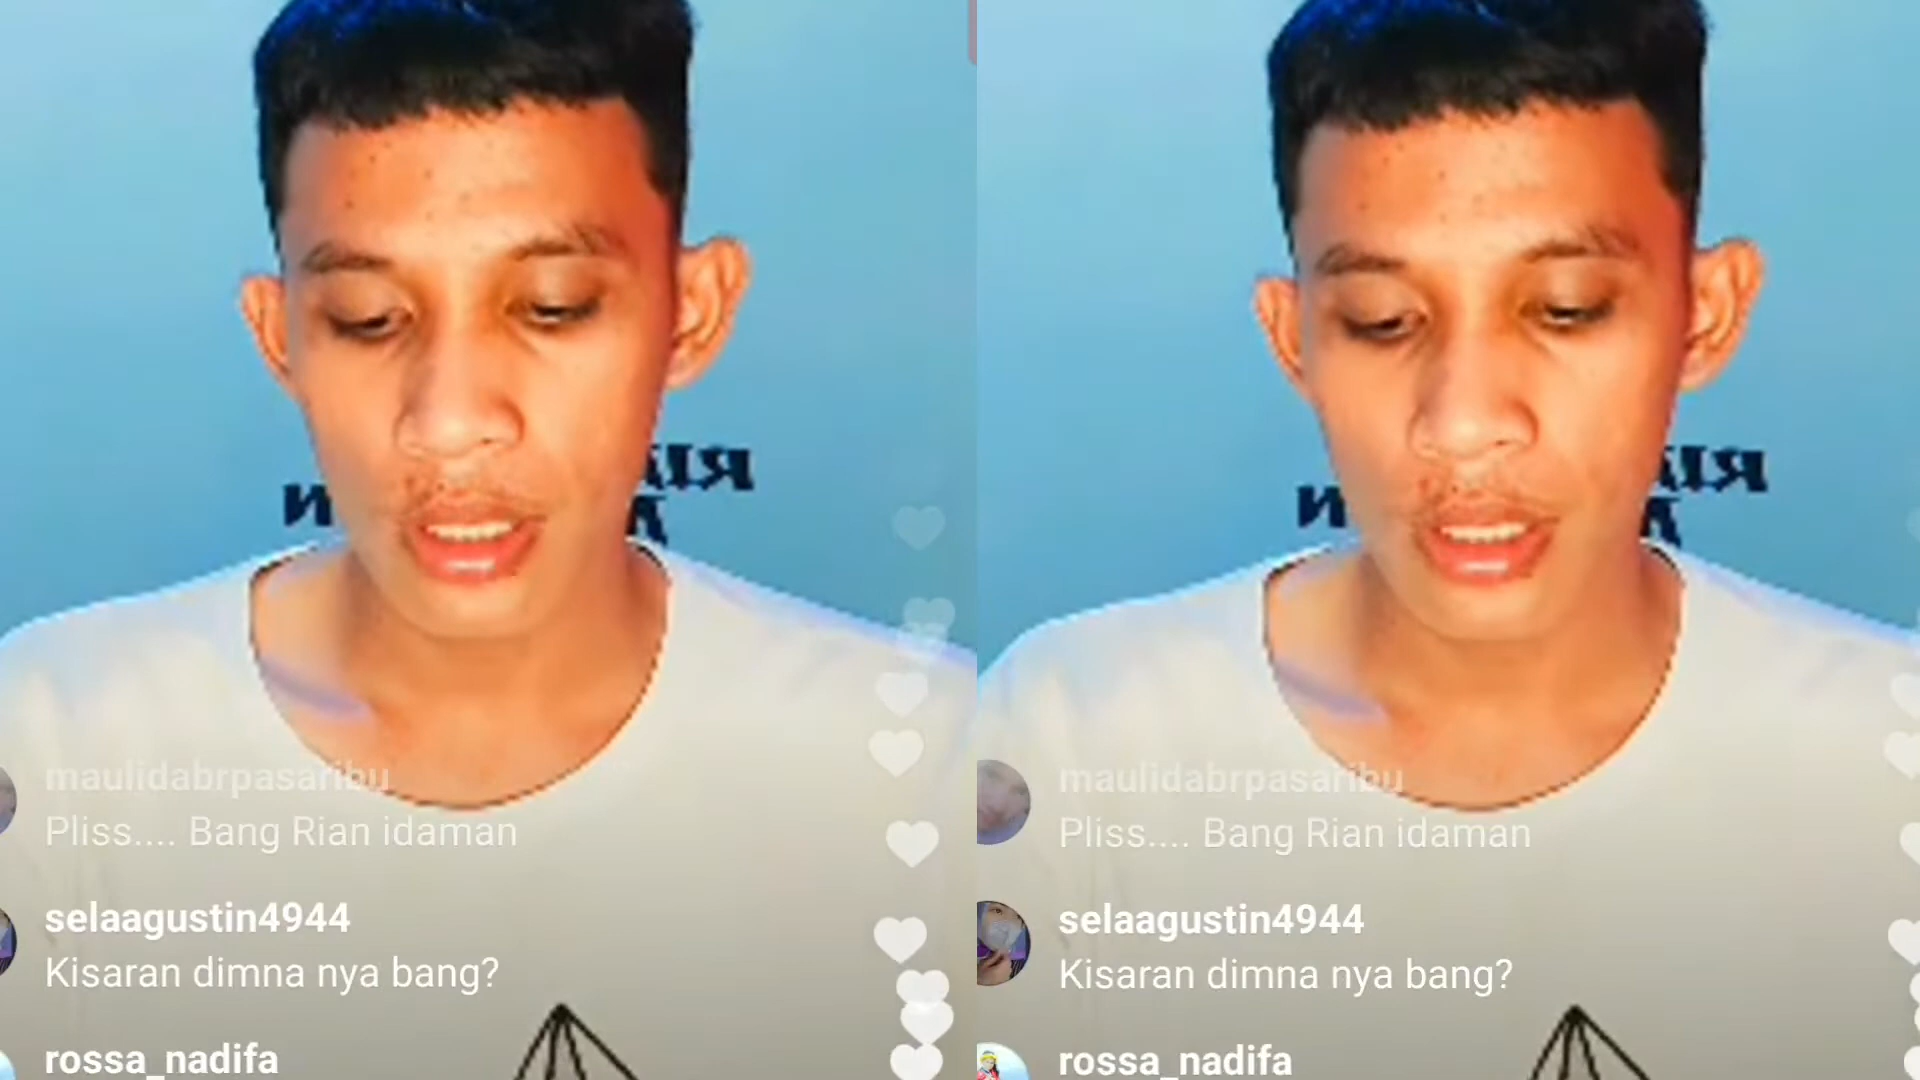 maulidabrpasaribu
Pliss.... Bang Rian idaman
selaagustin4944
Kisaran dimna nya bang?
rossa_nadifa
maulidabrpasaribu
Pliss.... Bang Rian idaman
selaagustin4944
Kisaran dimna nya bang?
rossa_nadifa